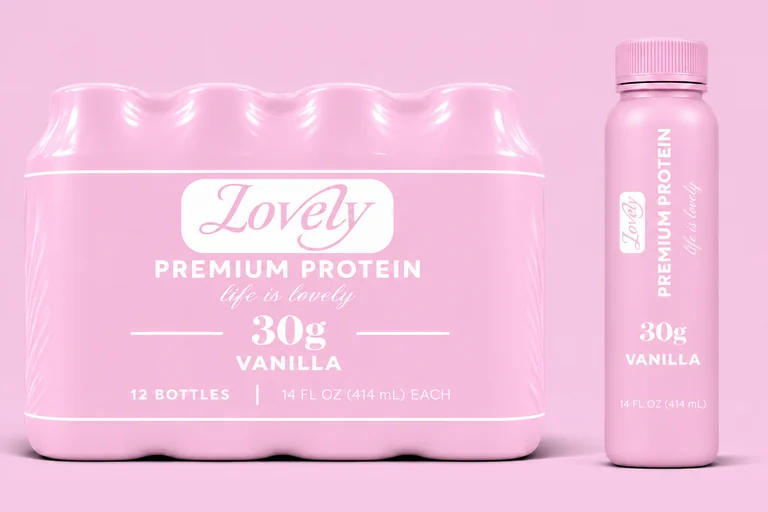 Lovely
PREMIUM PROTEIN
life is lovely
30g
VANILLA
12 BOTTLES | 14 FL OZ (414 mL) EACH
Lovely
PREMIUM PROTEIN
life is lovely
30g
VANILLA
14 FL OZ (414 mL)